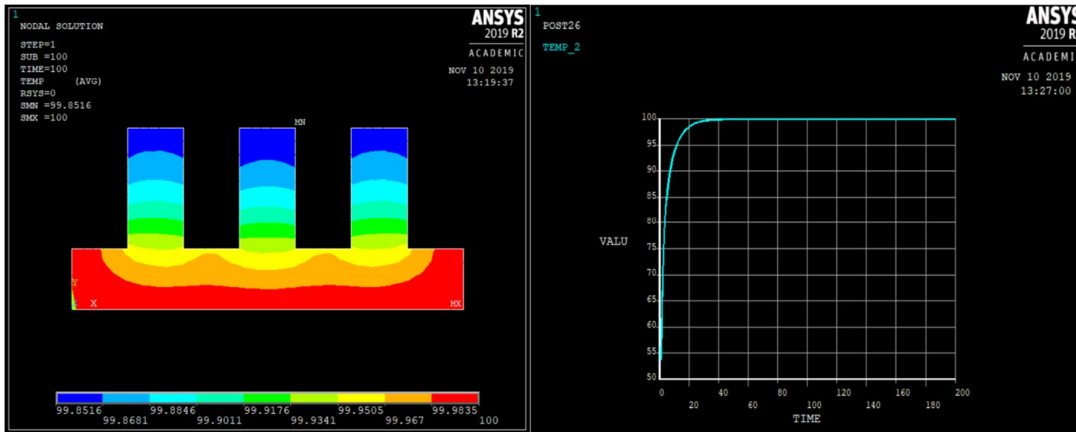 1
NODAL SOLUTION
STEP=1
SUB =100
TIME=100
TEMP (AVG)
RSYS=0
SMN =99.8516
SMX =100
ANSYS
2019 R2
ACADEMIC
NOV 10 2019
13:19:37
MN
Y
X
MX
99.8516 99.8846 99.9176 99.9505 99.9835
99.8681 99.9011 99.9341 99.967 100
1
POST26
TEMP_2
ANSYS
2019 R
ACADEMIC
NOV 10 2019
13:27:00
100
95
90
85
80
75
VALU
70
65
60
55
50
0 40 80 120 160 200
20 60 100 140 180
TIME